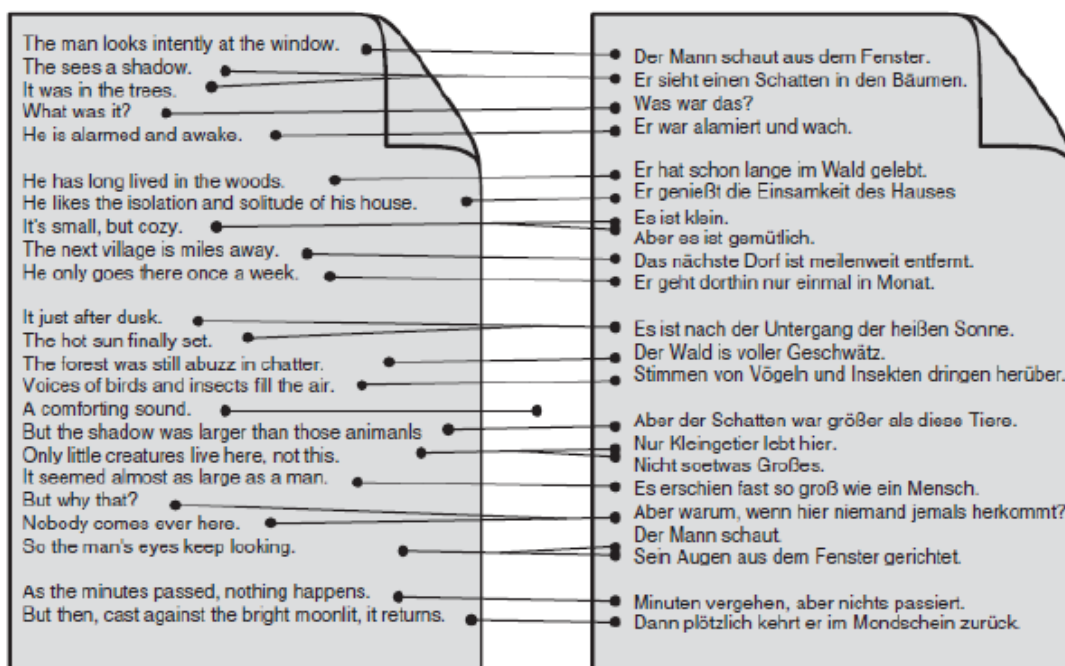 The man looks intently at the window.
The sees a shadow.
It was in the trees.
What was it?
He is alarmed and awake.
He has long lived in the woods.
He likes the isolation and solitude of his house.
It's small, but cozy.
The next village is miles away.
He only goes there once a week.
It just after dusk.
The hot sun finally set.
The forest was still abuzz in chatter.
Voices of birds and insects fill the air.
A comforting sound.
But the shadow was larger than those animanls
Only little creatures live here, not this.
It seemed almost as large as a man.
But why that?
Nobody comes ever here.
So the man's eyes keep looking.
As the minutes passed, nothing happens.
But then, cast against the bright moonlit, it returns.
Der Mann schaut aus dem Fenster.
Er sieht einen Schatten in den Bäumen.
Was war das?
Er war alamiert und wach.
Er hat schon lange im Wald gelebt.
Er genießt die Einsamkeit des Hauses
Es ist klein.
Aber es ist gemütlich.
Das nächste Dorf ist meilenweit entfernt.
Er geht dorthin nur einmal in Monat.
Es ist nach der Untergang der heißen Sonne.
Der Wald is voller Geschwätz.
Stimmen von Vögeln und Insekten dringen herüber.
Aber der Schatten war größer als diese Tiere.
Nur Kleingetier lebt hier.
Nicht soetwas Großes.
Es erschien fast so groß wie ein Mensch.
Aber warum, wenn hier niemand jemals herkommt?
Der Mann schaut.
Sein Augen aus dem Fenster gerichtet.
Minuten vergehen, aber nichts passiert.
Dann plötzlich kehrt er im Mondschein zurück.